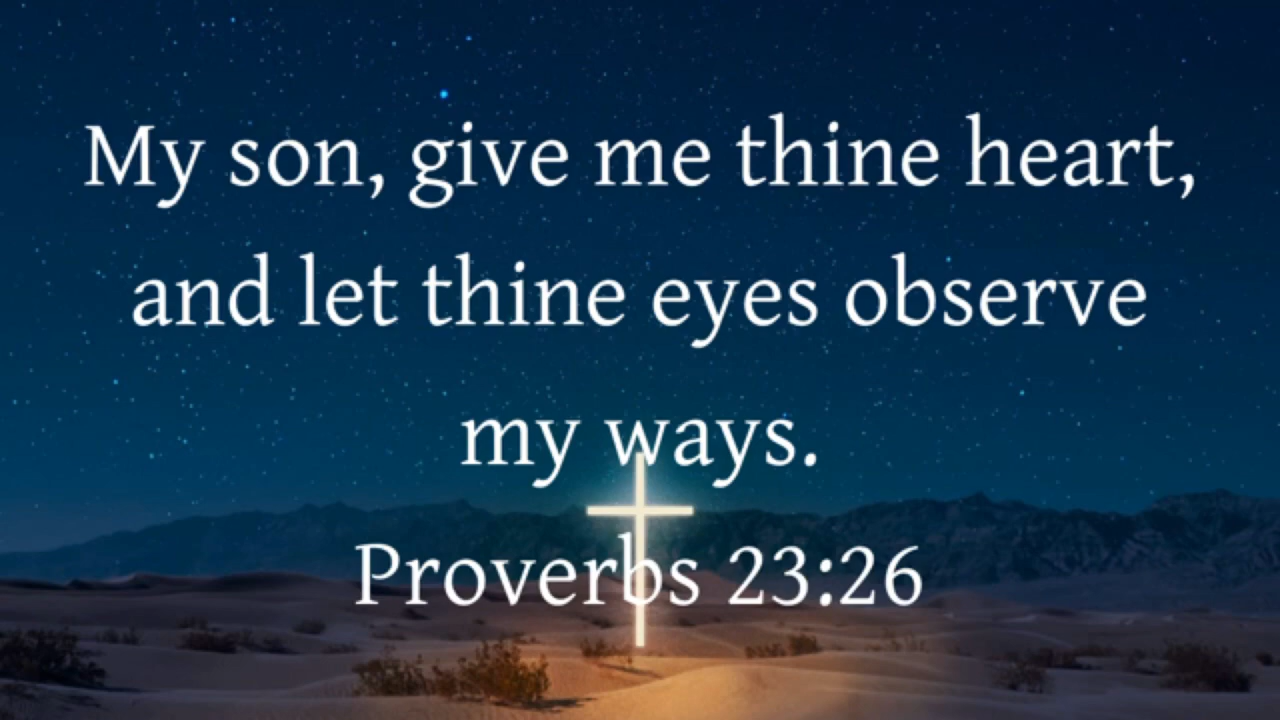 My son, give me thine heart,
and let thine eyes observe
my ways.
Proverbs 23:26